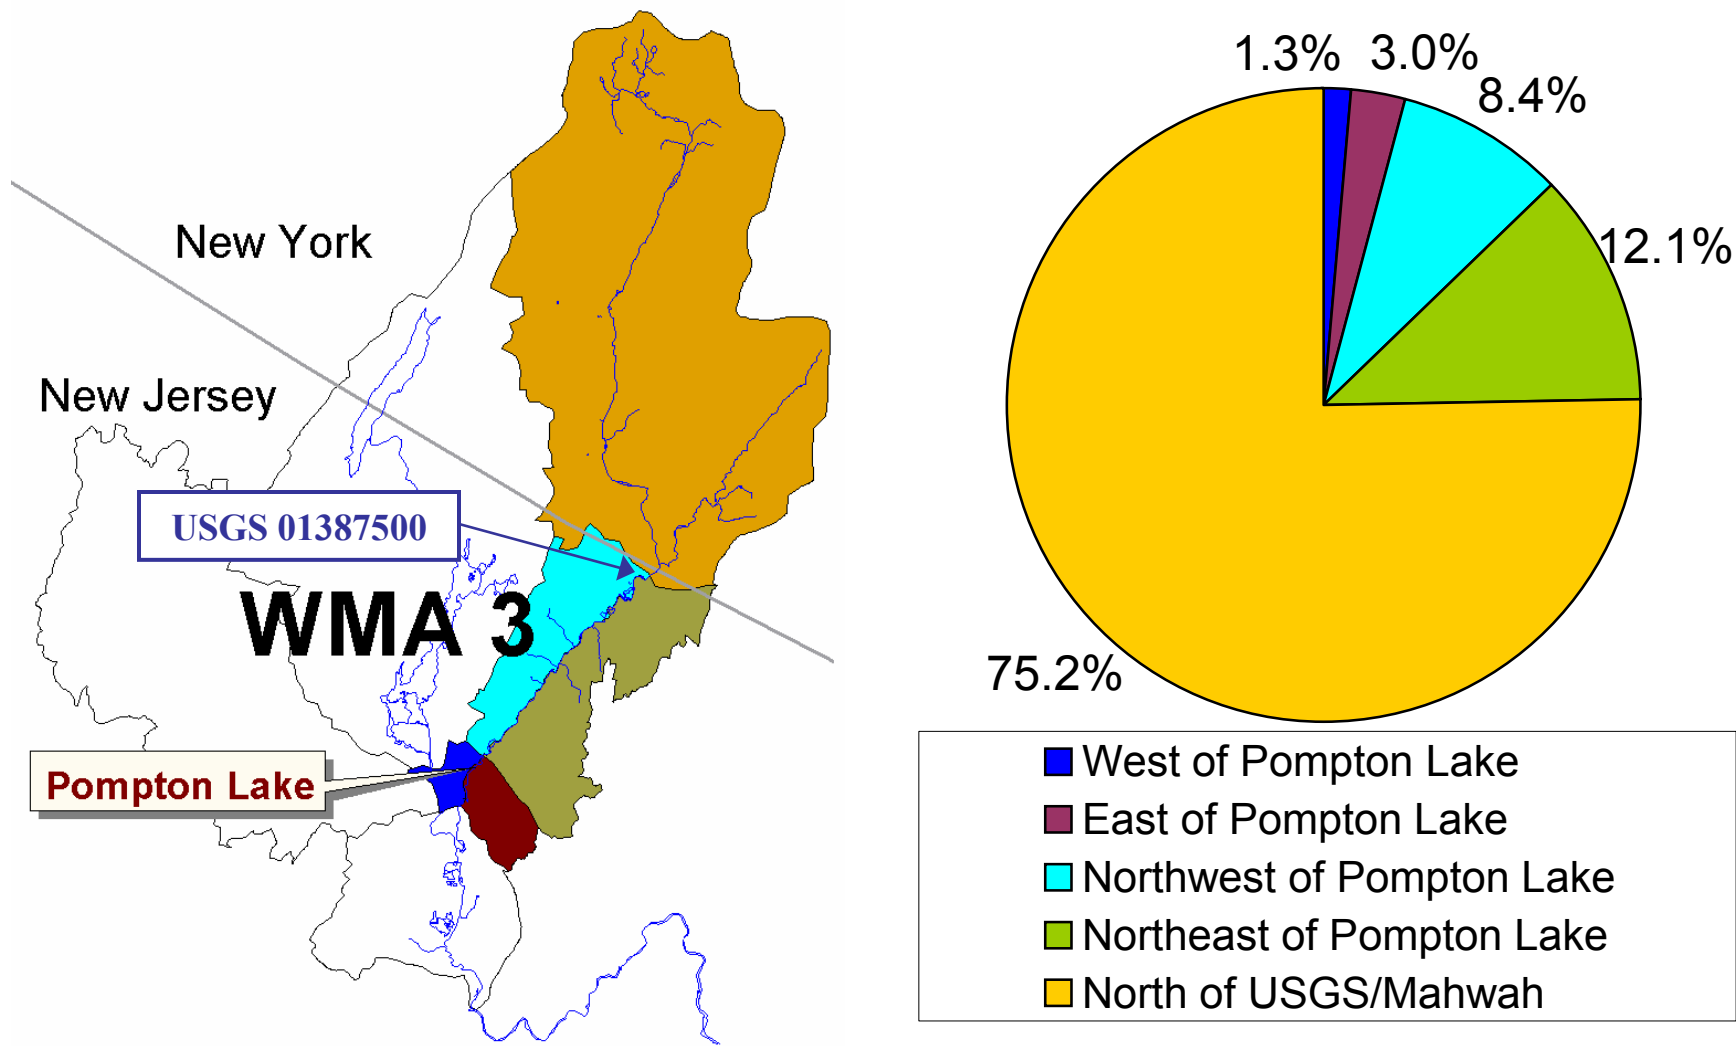 New York
New Jersey
USGS 01387500
WMA 3
Pompton Lake
1.3%
3.0%
8.4%
12.1%
75.2%
West of Pompton Lake
East of Pompton Lake
Northwest of Pompton Lake
Northeast of Pompton Lake
North of USGS/Mahwah